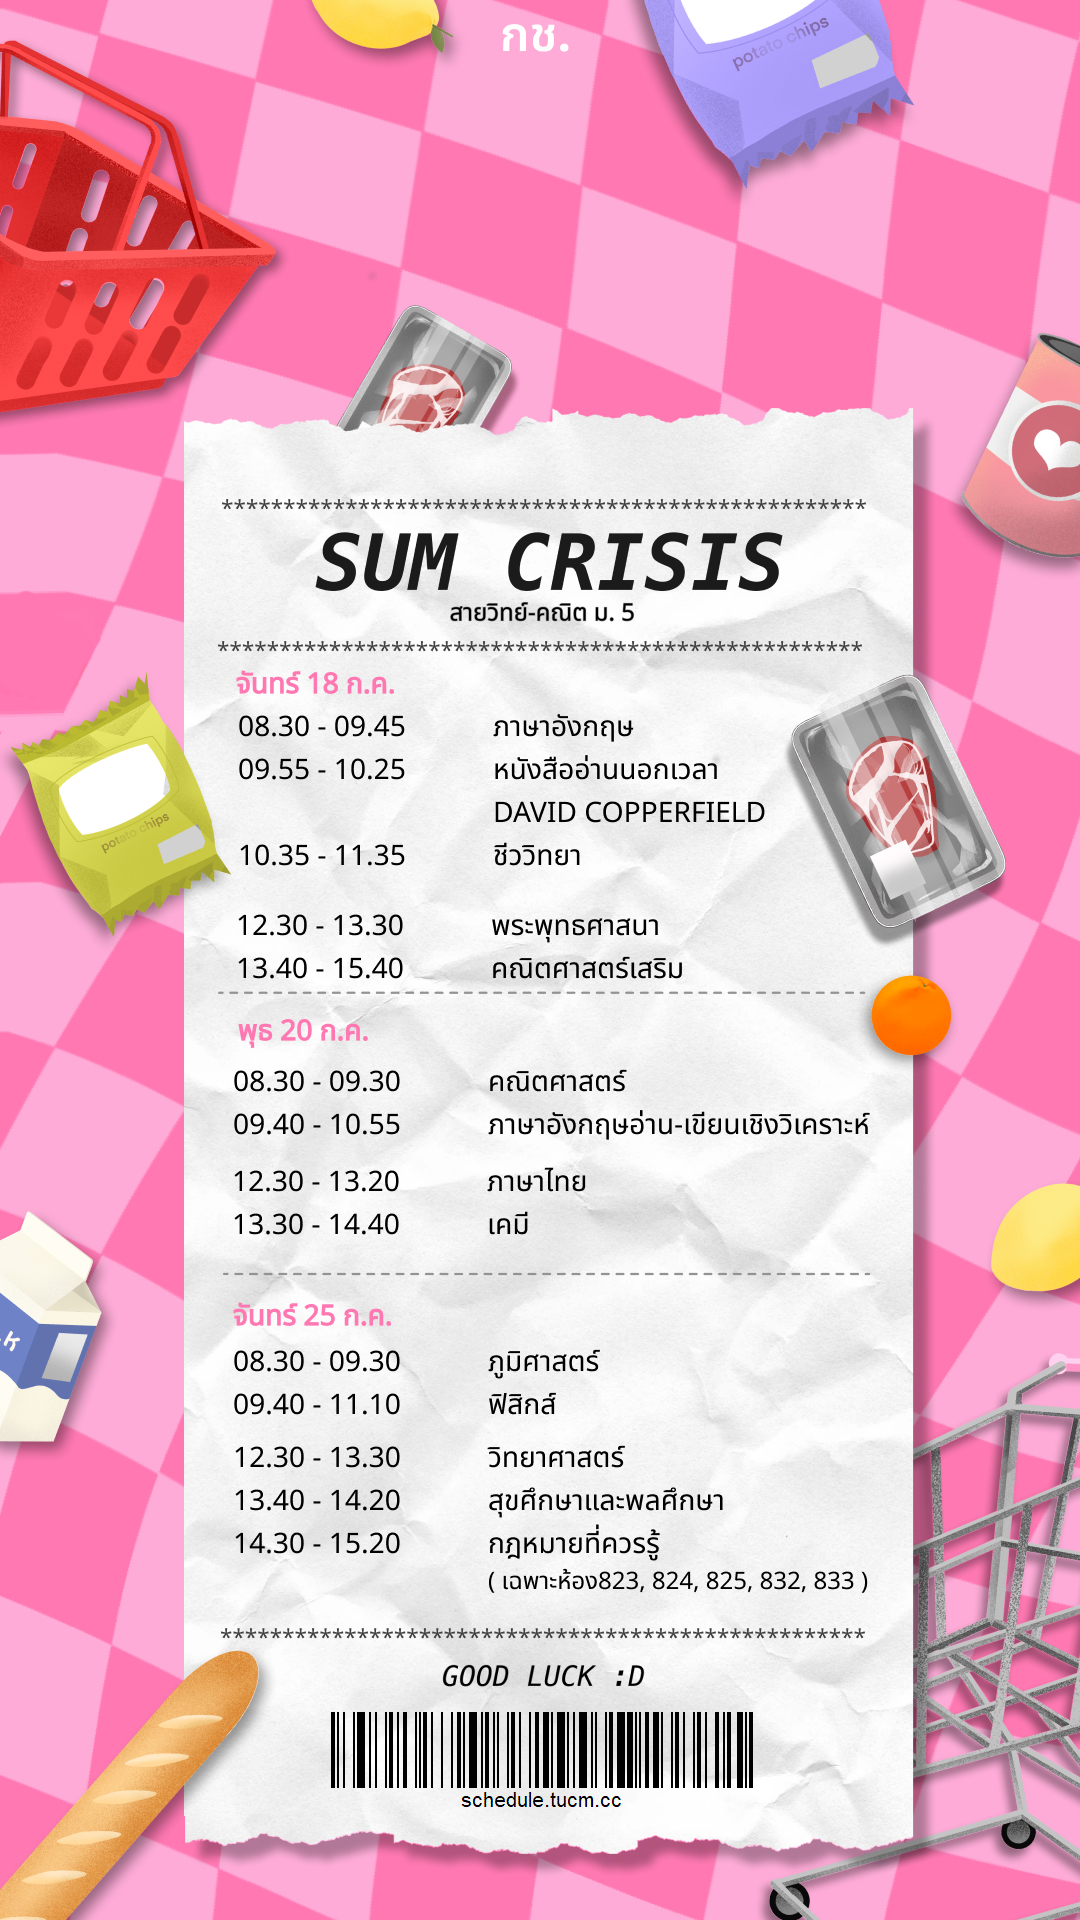 กช.
potato chips
*****************************************************
SUM CRISIS
สายวิทย์-คณิต ม. 5
*****************************************************
จันทร์ 18 ก.ค.
08.30 - 09.45 ภาษาอังกฤษ
09.55 - 10.25 หนังสืออ่านนอกเวลา
DAVID COPPERFIELD
10.35 - 11.35 ชีววิทยา
potato chips
12.30 - 13.30 พระพุทธศาสนา
13.40 - 15.40 คณิตศาสตร์เสริม
พุธ 20 ก.ค.
08.30 - 09.30 คณิตศาสตร์
09.40 - 10.55 ภาษาอังกฤษอ่าน-เขียนเชิงวิเคราะห์
12.30 - 13.20 ภาษาไทย
13.30 - 14.40 เคมี
จันทร์ 25 ก.ค.
08.30 - 09.30 ภูมิศาสตร์
09.40 - 11.10 ฟิสิกส์
12.30 - 13.30 วิทยาศาสตร์
13.40 - 14.20 สุขศึกษาและพลศึกษา
14.30 - 15.20 กฎหมายที่ควรรู้
( เฉพาะห้อง823, 824, 825, 832, 833 )
*****************************************************
GOOD LUCK :D
schedule.tucm.cc